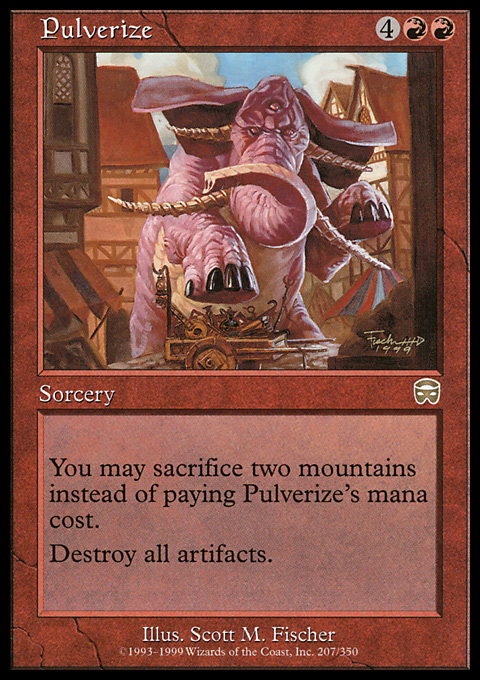 Pulverize
4
Sorcery
You may sacrifice two mountains
instead of paying Pulverize's mana
cost.
Destroy all artifacts.
Illus. Scott M. Fischer
©1993-1999 Wizards of the Coast, Inc. 207/350